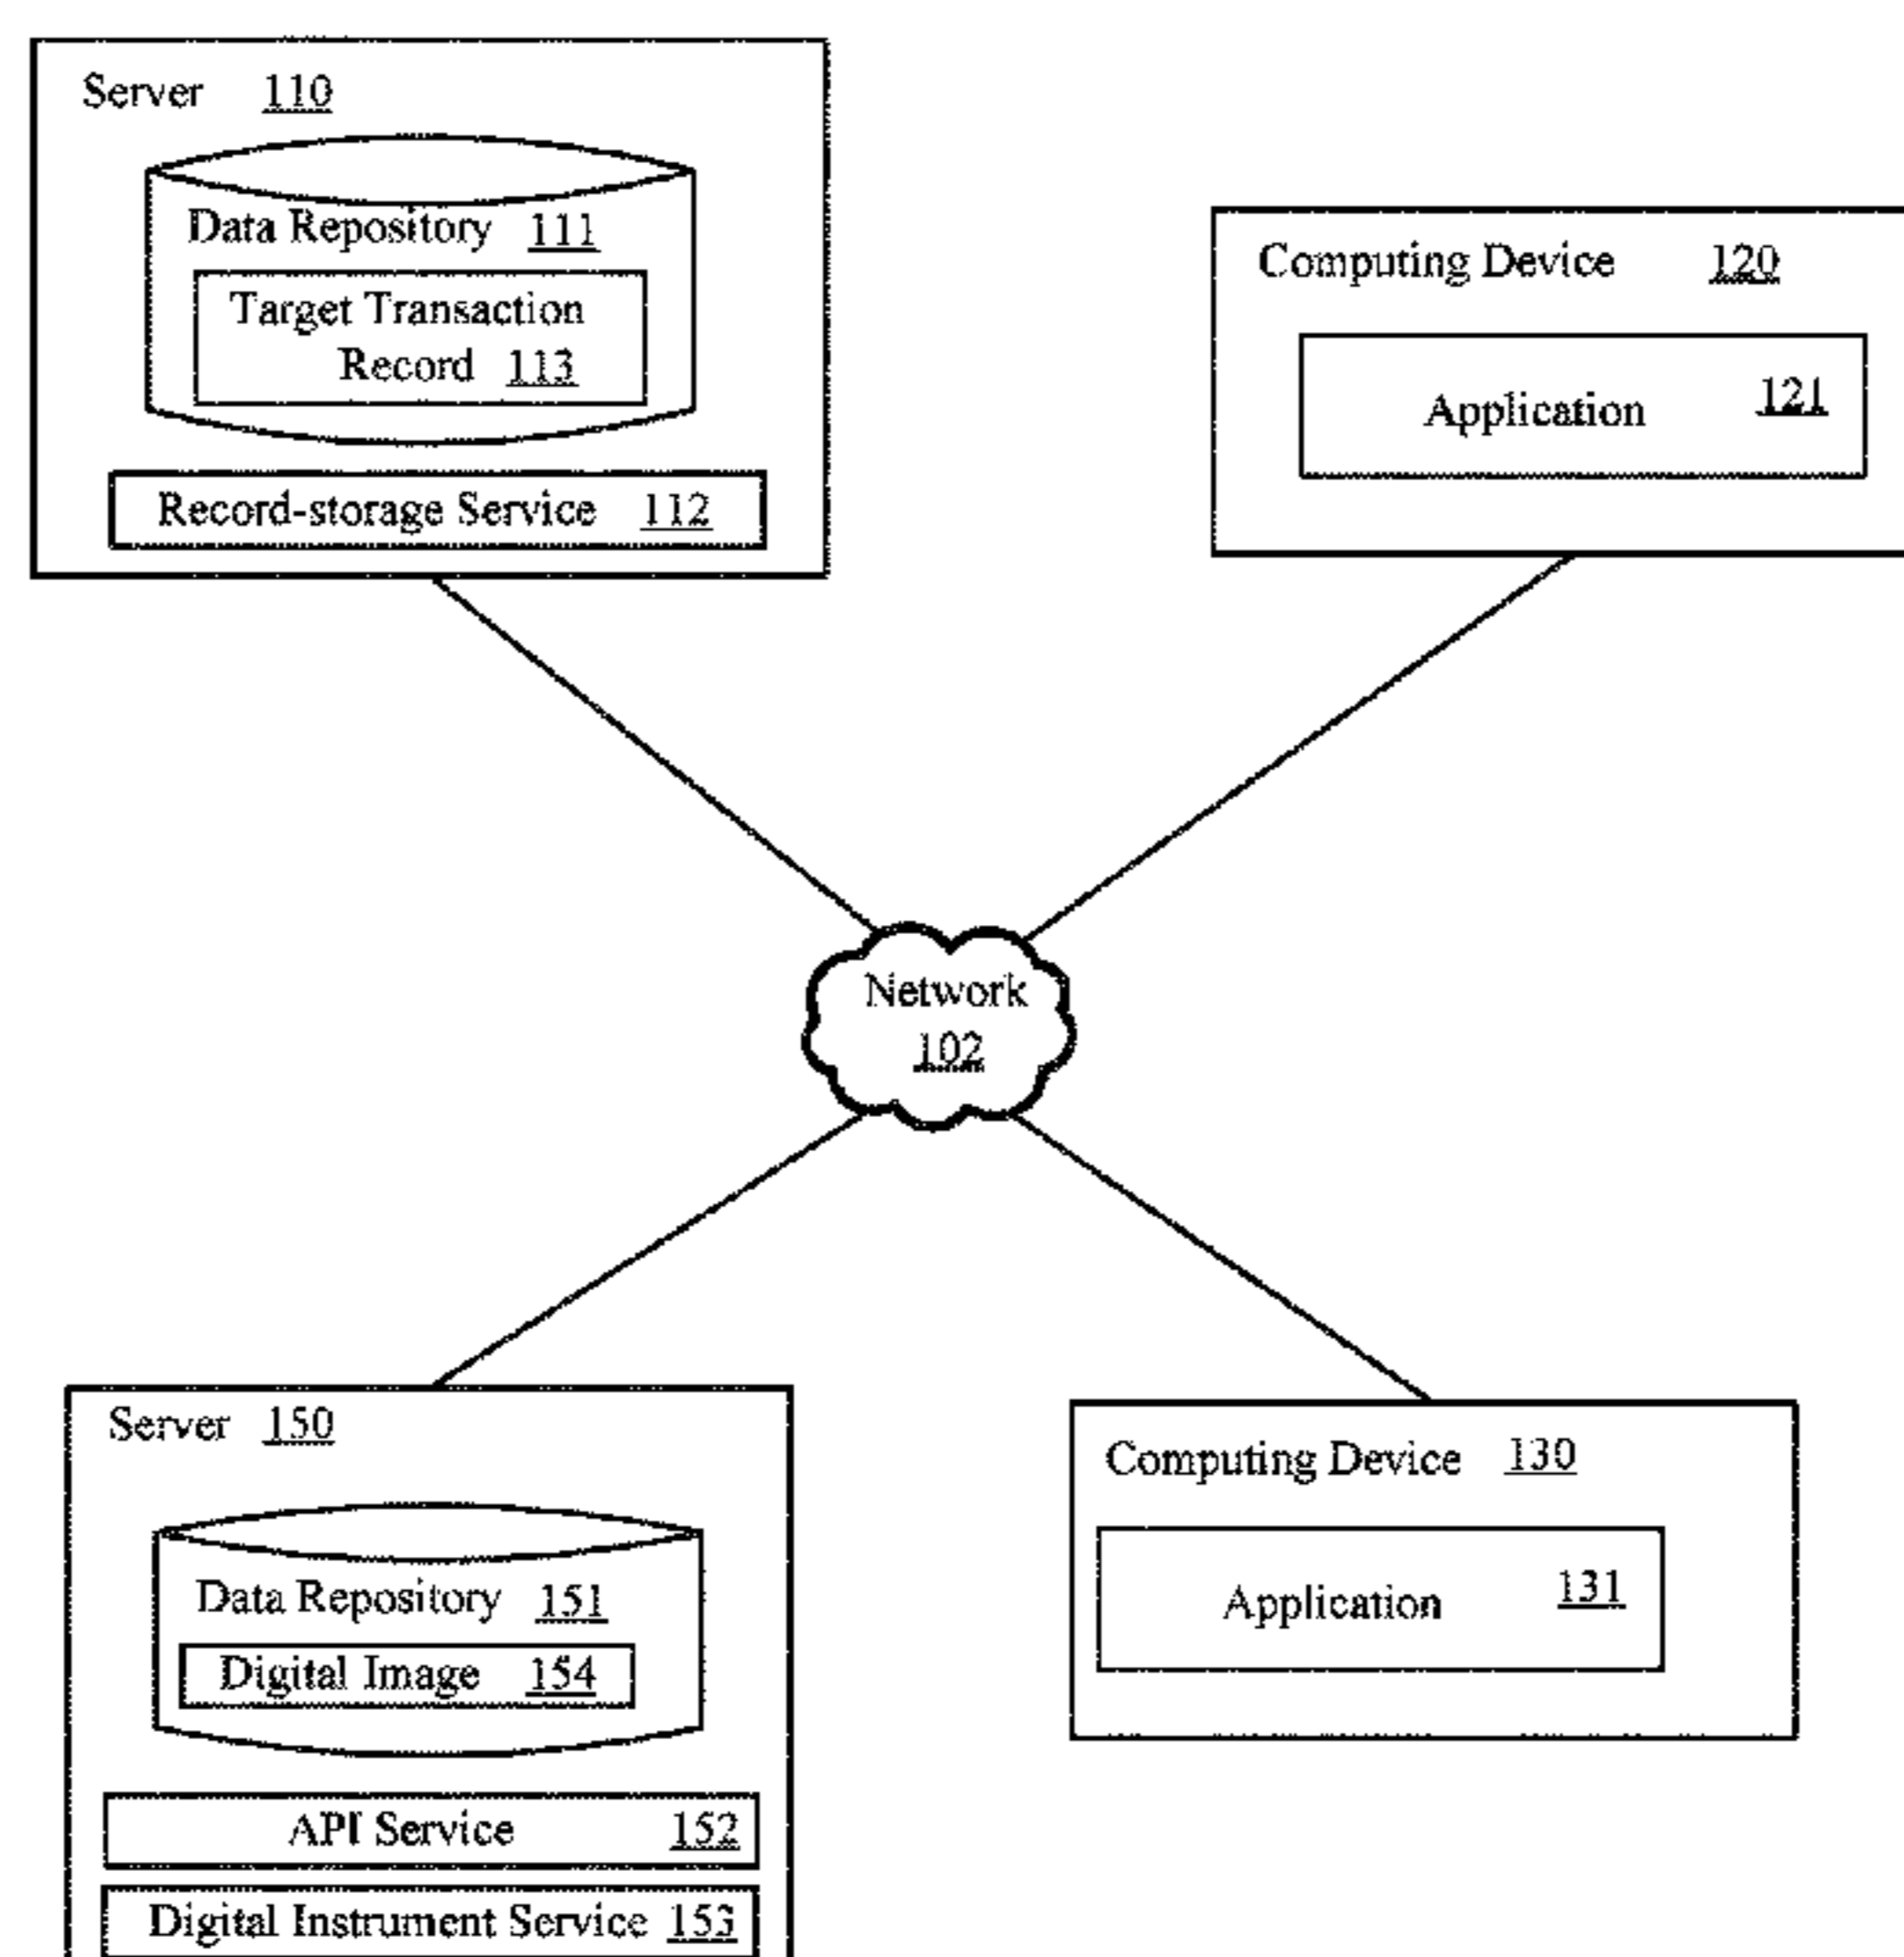 Server 110
Data Repository 111
Target Transaction
Record 113
Record-storage Service 112
Computing Device 120
Application 121
Network
102
Server 150
Data Repository 151
Digital Image 154
API Service 152
Digital Instrument Service 153
Computing Device 130
Application 131